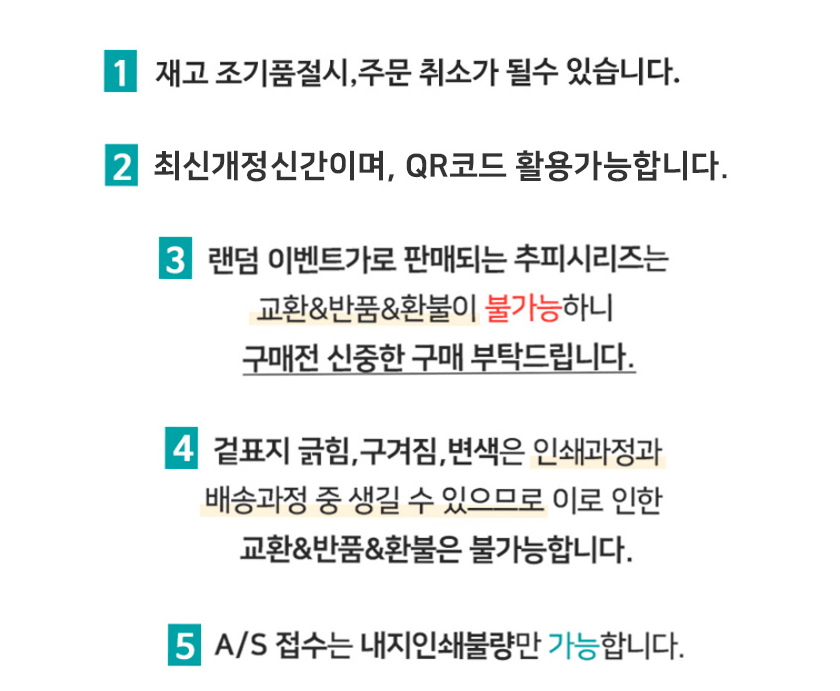 1 재고 조기품절시,주문 취소가 될수 있습니다.
2 최신개정신간이며, QR코드 활용가능합니다.
3 랜덤 이벤트가로 판매되는 추피시리즈는
교환&반품&환불이 불가능하니
구매전 신중한 구매 부탁드립니다.
4 겉표지 긁힘,구겨짐,변색은 인쇄과정과
배송과정 중 생길 수 있으므로 이로 인한
교환&반품&환불은 불가능합니다.
5 A/S 접수는 내지인쇄불량만 가능합니다.